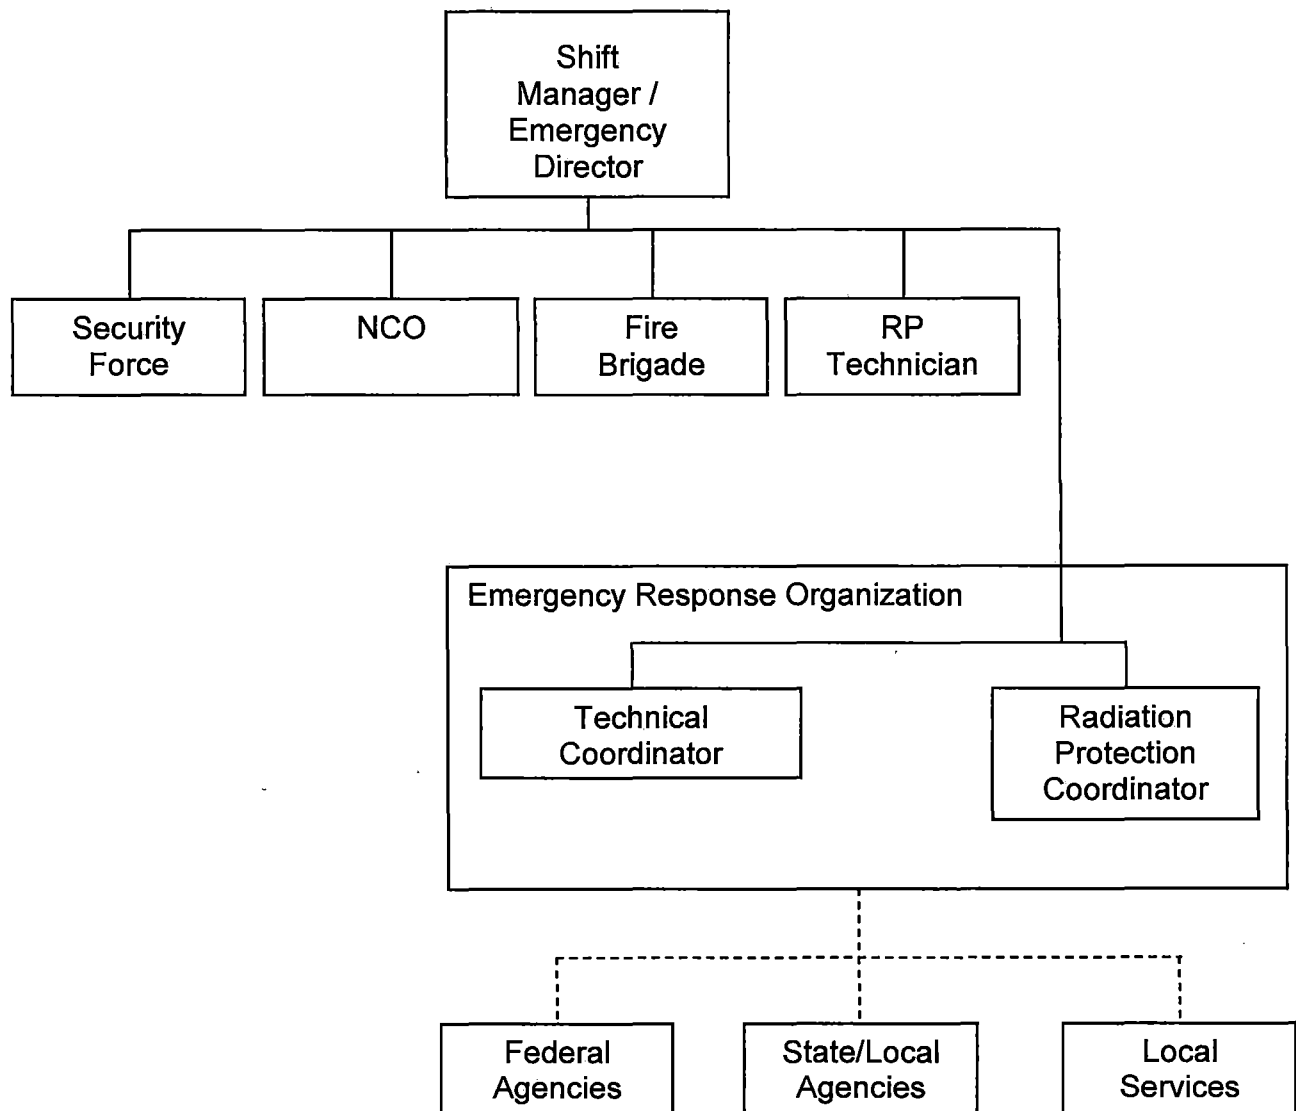 Shift
Manager /
Emergency
Director
Security
Force
NCO
Fire
Brigade
RP
Technician
Emergency Response Organization
Technical
Coordinator
Radiation
Protection
Coordinator
Federal
Agencies
State/Local
Agencies
Local
Services